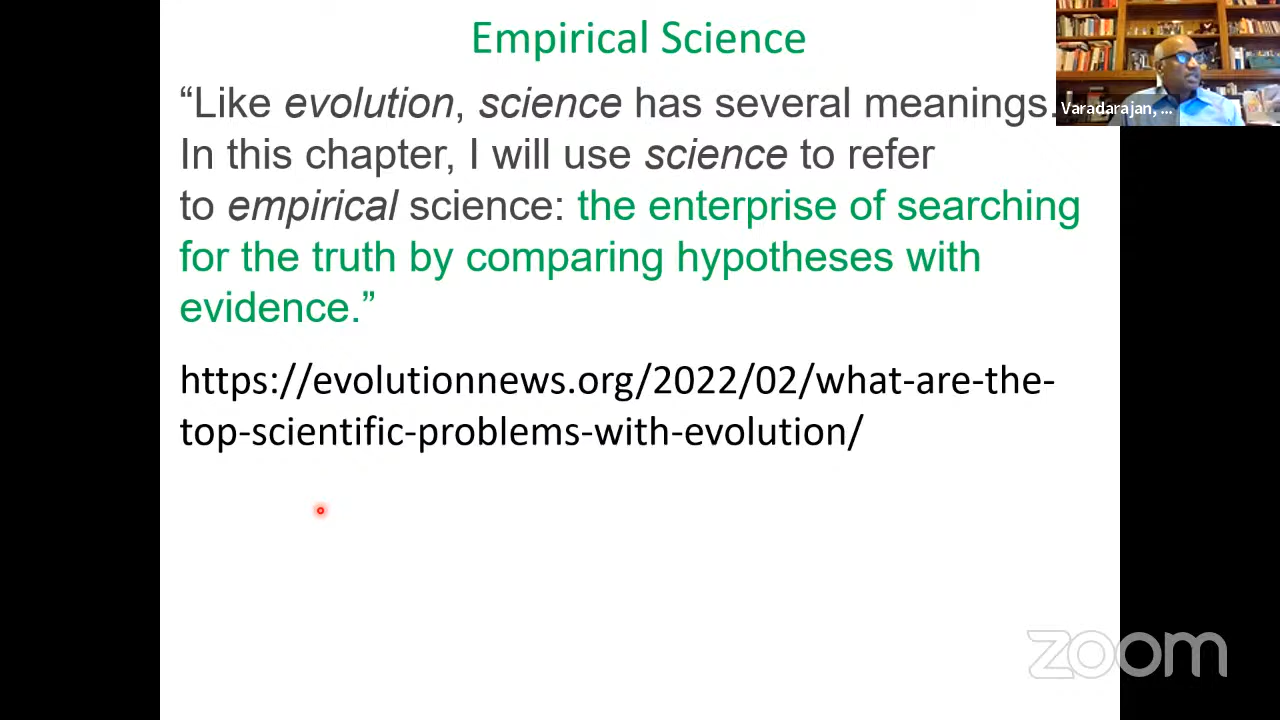 Empirical Science
“Like evolution, science has several meanings.
In this chapter, I will use science to refer
to empirical science: the enterprise of searching
for the truth by comparing hypotheses with
evidence.”
https://evolutionnews.org/2022/02/what-are-the-
top-scientific-problems-with-evolution/
Varadarajan, ...
zoom